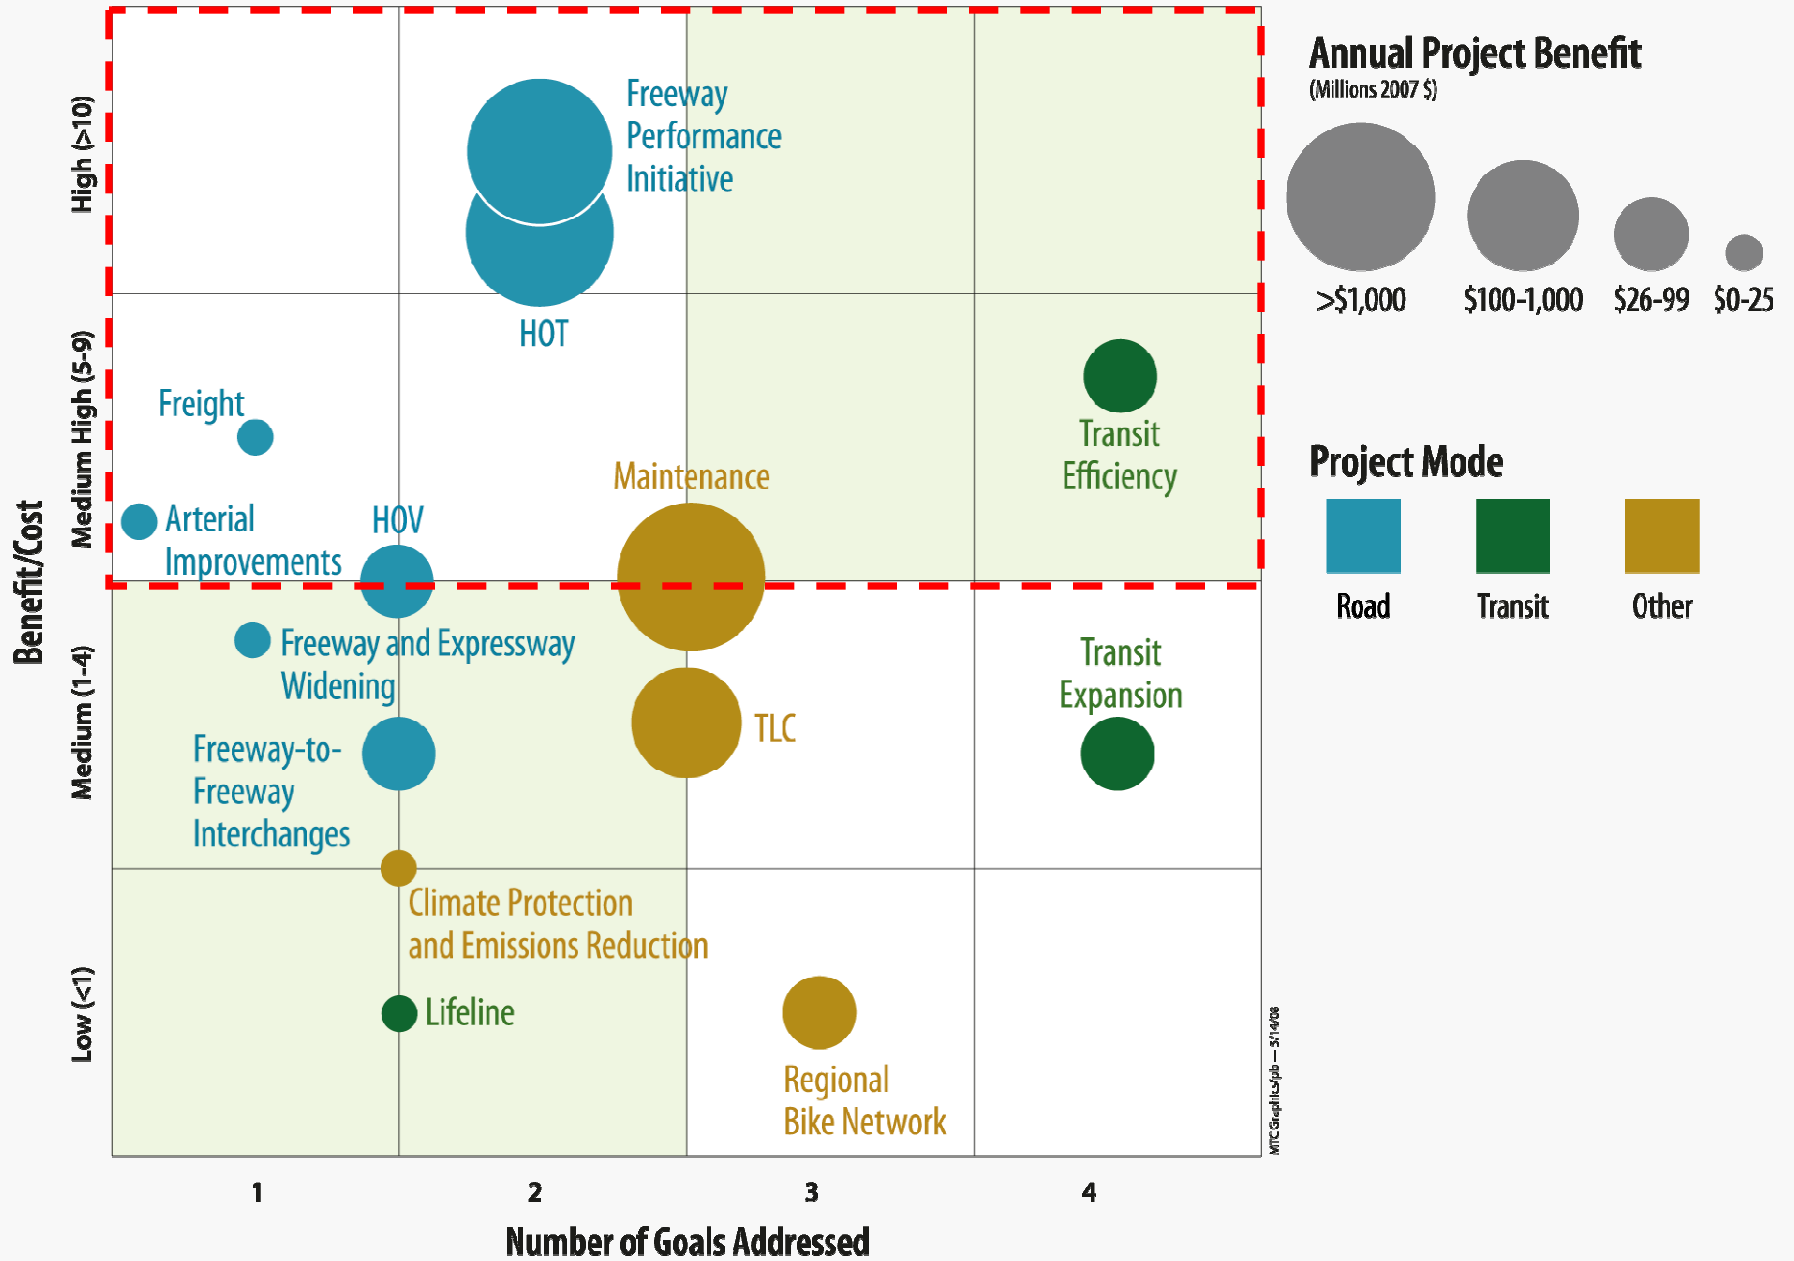 Benefit/Cost
High (>10)
Medium High (5-9)
Medium (1-4)
Low (<1)
Freeway
Performance
Initiative
HOT
Freight
Arterial
Improvements
HOV
Maintenance
Transit
Efficiency
Freeway and Expressway
Widening
Freeway-to-
Freeway
Interchanges
TLC
Transit
Expansion
Climate Protection
and Emissions Reduction
Lifeline
Regional
Bike Network
1 2 3 4
Number of Goals Addressed
Annual Project Benefit
(Millions 2007 $)
>$1,000 $100-1,000 $26-99 $0-25
Project Mode
Road Transit Other
MTC Graphics/pb —